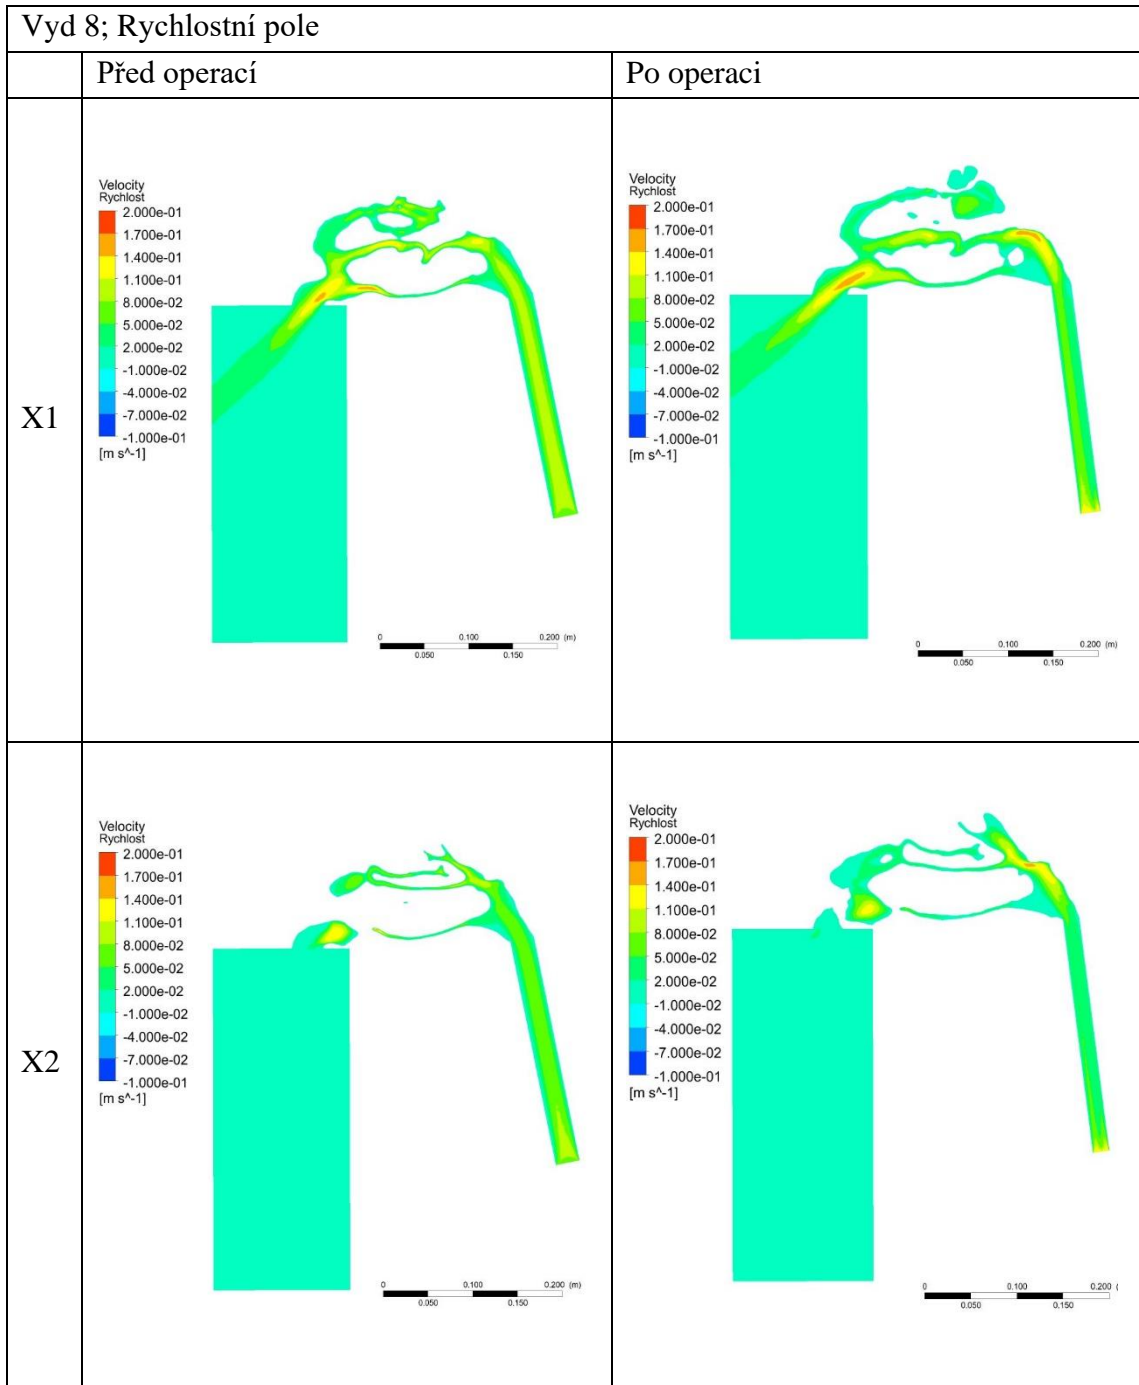 Vyd 8; Rychlostní pole
Před operací
Po operaci
X1
Velocity
Rychlost
2.000e-01
1.700e-01
1.400e-01
1.100e-01
8.000e-02
5.000e-02
2.000e-02
-1.000e-02
-4.000e-02
-7.000e-02
-1.000e-01
[m s^-1]
0 0.100 0.200 (m)
0.050 0.150
Velocity
Rychlost
2.000e-01
1.700e-01
1.400e-01
1.100e-01
8.000e-02
5.000e-02
2.000e-02
-1.000e-02
-4.000e-02
-7.000e-02
-1.000e-01
[m s^-1]
0 0.100 0.200 (m)
0.050 0.150
X2
Velocity
Rychlost
2.000e-01
1.700e-01
1.400e-01
1.100e-01
8.000e-02
5.000e-02
2.000e-02
-1.000e-02
-4.000e-02
-7.000e-02
-1.000e-01
[m s^-1]
0 0.100 0.200 (m)
0.050 0.150
Velocity
Rychlost
2.000e-01
1.700e-01
1.400e-01
1.100e-01
8.000e-02
5.000e-02
2.000e-02
-1.000e-02
-4.000e-02
-7.000e-02
-1.000e-01
[m s^-1]
0 0.100 0.200 (
0.050 0.150